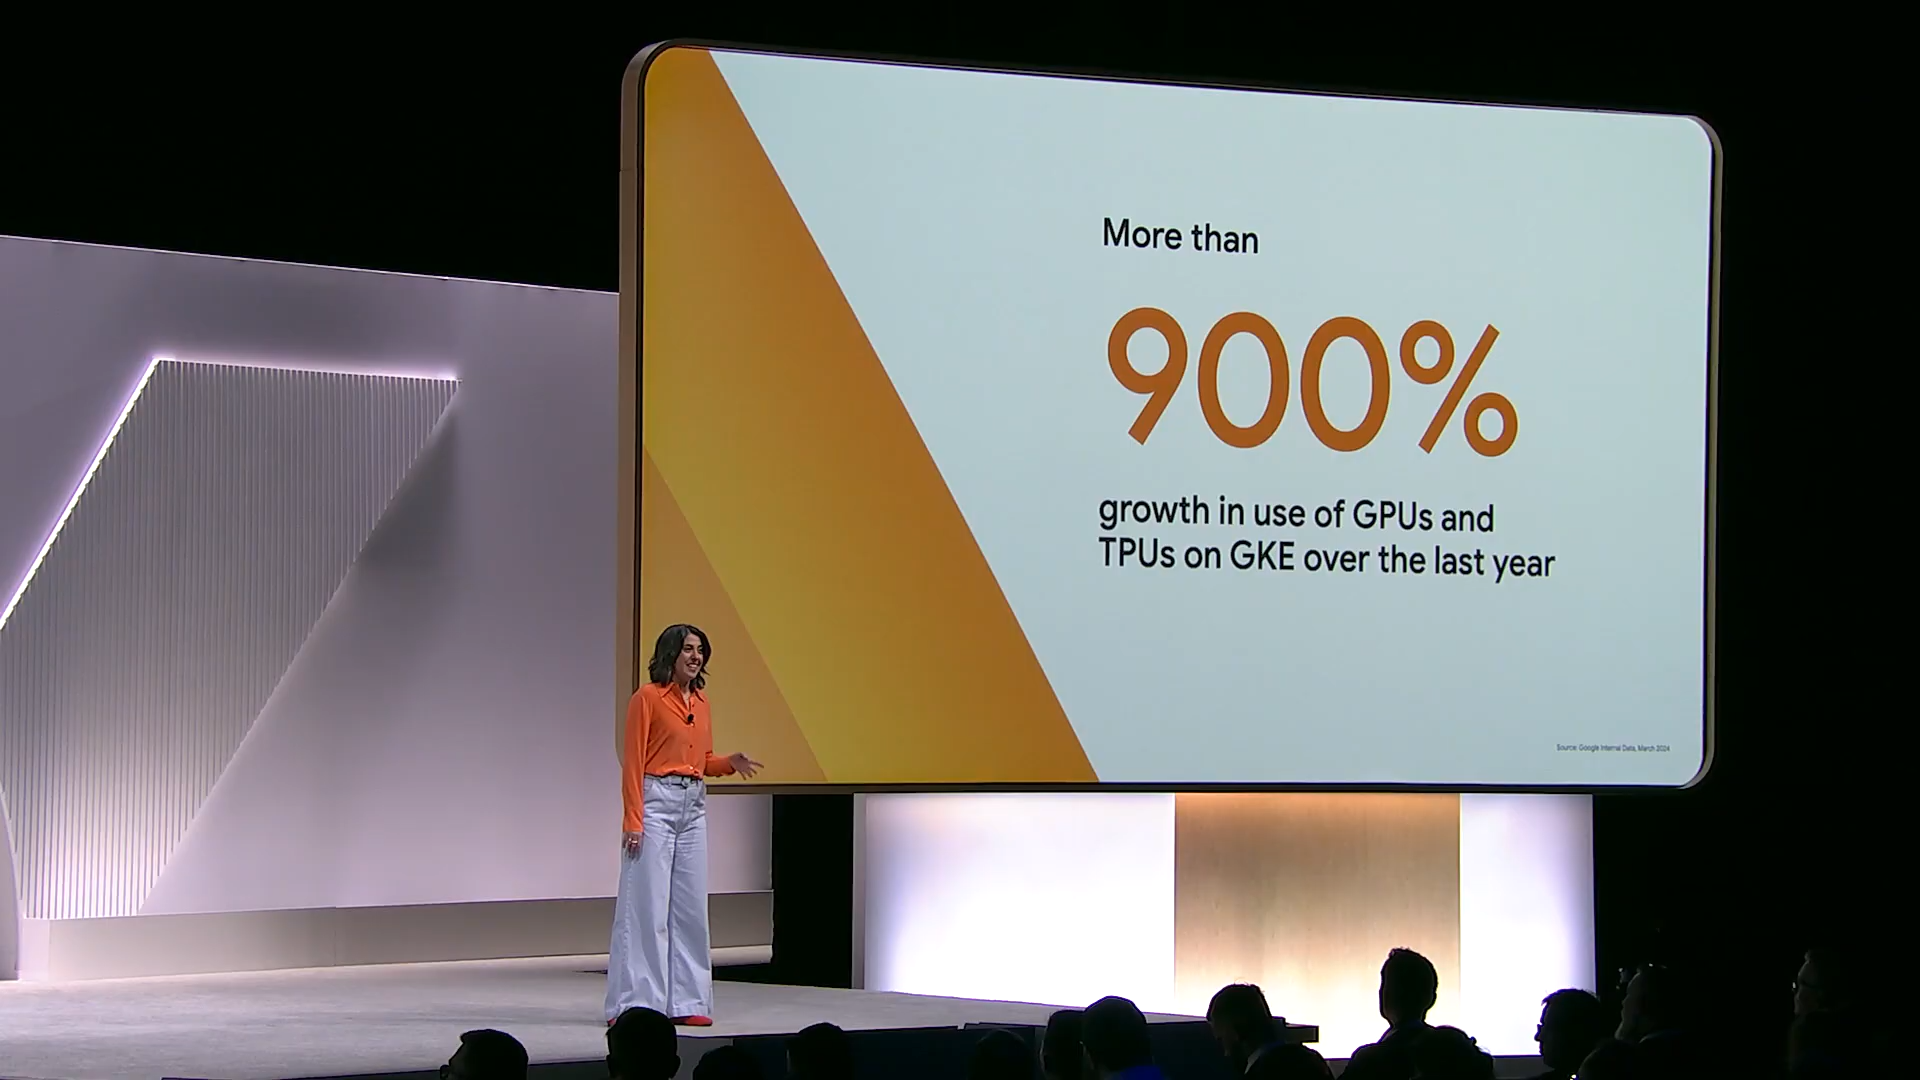 More than
900%
growth in use of GPUs and
TPUs on GKE over the last year
Source: Google Internal Data, March 2024